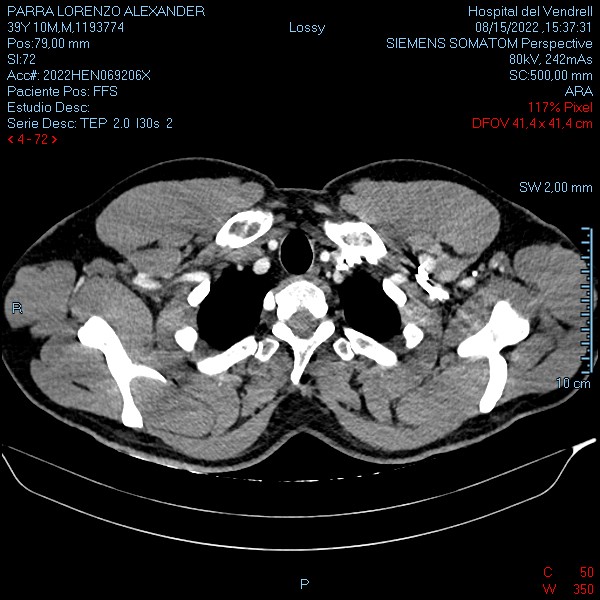 PARRA LORENZO ALEXANDER
39Y 10M,M,1193774
Pos:79,00 mm
SI:72
Acc#: 2022HEN069206X
Paciente Pos: FFS
Estudio Desc:
Serie Desc: TEP 2.0 I30s 2
< 4 - 72 >
Lossy
Hospital del Vendrell
08/15/2022 ,15:37:31
SIEMENS SOMATOM Perspective
80kV, 242mAs
SC:500,00 mm
ARA
117% Pixel
DFOV 41,4 x 41,4 cm
SW 2,00 mm
R
10 cm
P
C 50
W 350